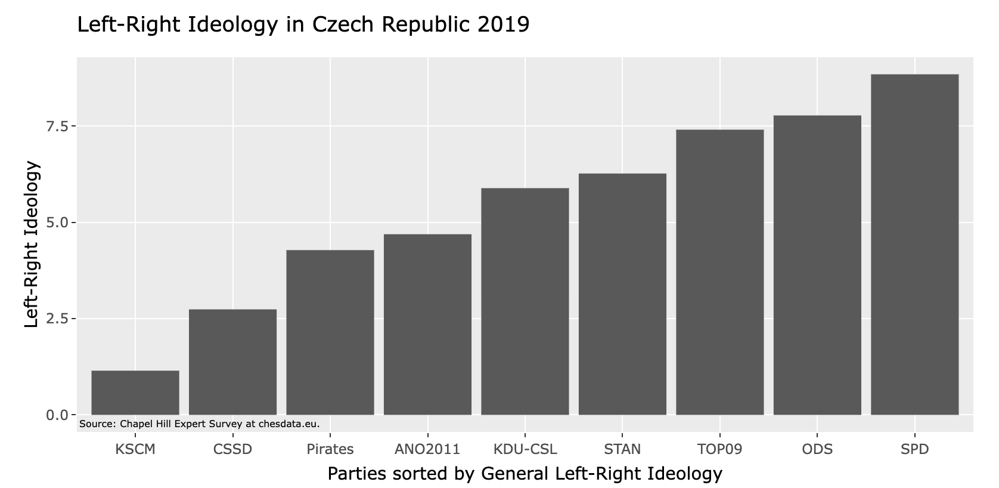 Left-Right Ideology in Czech Republic 2019
Left-Right Ideology
7.5
5.0
2.5
0.0
Source: Chapel Hill Expert Survey at chesdata.eu.
KSCM CSSD Pirates ANO2011 KDU-CSL STAN TOP09 ODS SPD
Parties sorted by General Left-Right Ideology